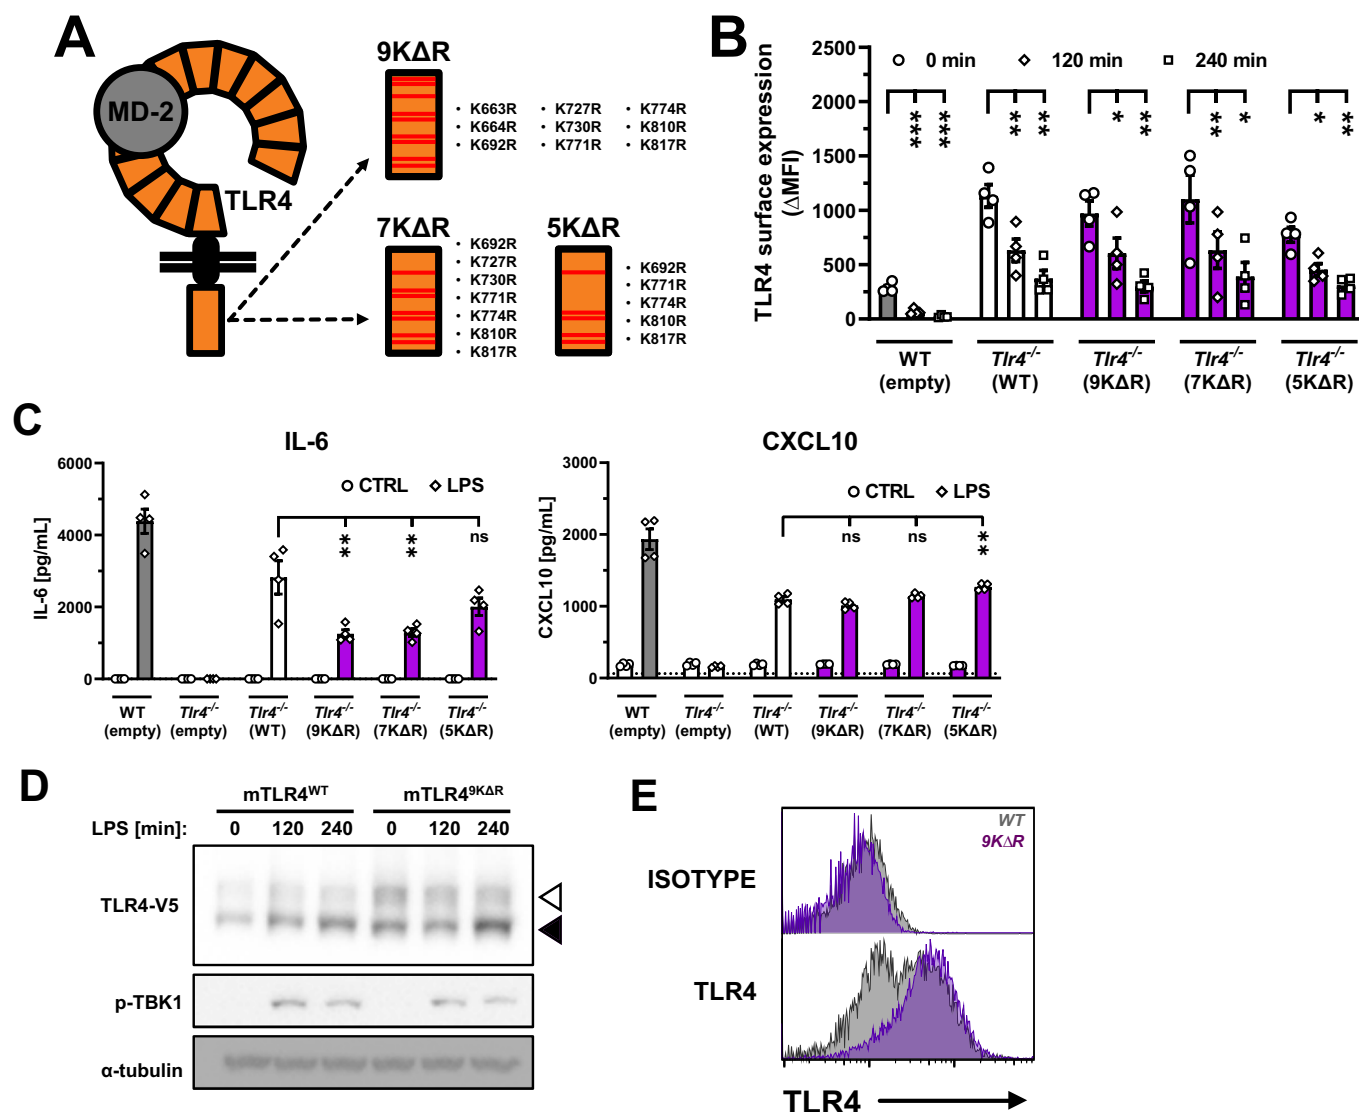 A
MD-2
TLR4
9KΔR
• K663R • K727R • K774R
• K664R • K730R • K810R
• K692R • K771R • K817R
7KΔR
• K692R
• K727R
• K730R
• K771R
• K774R
• K810R
• K817R
5KΔR
• K692R
• K771R
• K774R
• K810R
• K817R
B
TLR4 surface expression
(ΔMFI)
2500
2000
1500
1000
500
0
0 min 120 min 240 min
*** *** ** ** * ** ** * * **
WT Tlr4-/- Tlr4-/- Tlr4-/- Tlr4-/-
(empty) (WT) (9KΔR) (7KΔR) (5KΔR)
C
IL-6
IL-6 [pg/mL]
6000
4000
2000
0
CTRL LPS
** ** ns
WT Tlr4-/- Tlr4-/- Tlr4-/- Tlr4-/- Tlr4-/-
(empty) (empty) (WT) (9KΔR) (7KΔR) (5KΔR)
CXCL10
CXCL10 [pg/mL]
3000
2000
1000
0
CTRL LPS
ns ns **
WT Tlr4-/- Tlr4-/- Tlr4-/- Tlr4-/- Tlr4-/-
(empty) (empty) (WT) (9KΔR) (7KΔR) (5KΔR)
D
mTLR4WT mTLR49KΔR
LPS [min]: 0 120 240 0 120 240
TLR4-V5
p-TBK1
α-tubulin
E
WT
9KΔR
ISOTYPE
TLR4
TLR4